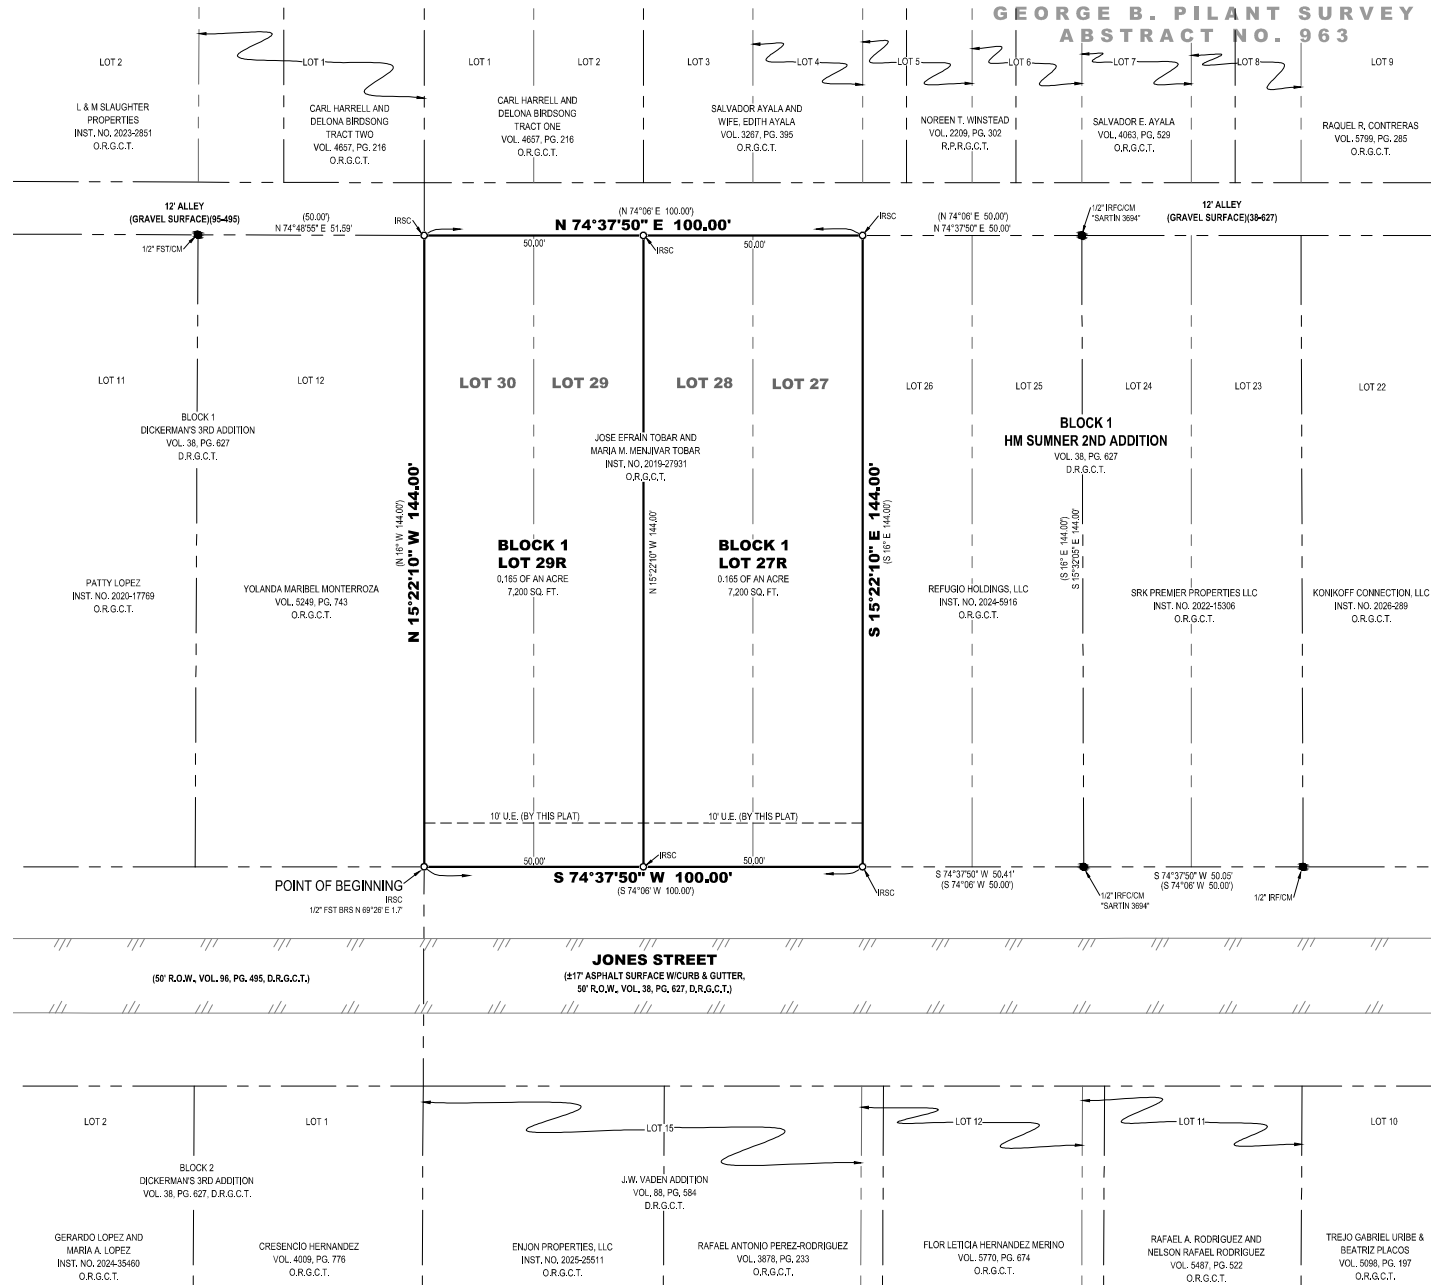 GEORGE B. PILANT SURVEY
ABSTRACT NO. 963
LOT 2
LOT 1
LOT 1
LOT 2
LOT 3
LOT 4
LOT 5
LOT 6
LOT 7
LOT 8
LOT 9
L & M SLAUGHTER
PROPERTIES
INST. NO. 2023-2851
O.R.G.C.T.
CARL HARRELL AND
DELONA BIRDSONG
TRACT TWO
VOL. 4657, PG. 216
O.R.G.C.T.
CARL HARRELL AND
DELONA BIRDSONG
TRACT ONE
VOL. 4657, PG. 216
O.R.G.C.T.
SALVADOR AYALA AND
WIFE, EDITH AYALA
VOL. 3267, PG. 395
O.R.G.C.T.
NOREEN T. WINSTEAD
VOL. 2209, PG. 302
R.P.R.G.C.T.
SALVADOR E. AYALA
VOL. 4063, PG. 529
O.R.G.C.T.
RAQUEL R. CONTRERAS
VOL. 5799, PG. 285
O.R.G.C.T.
12' ALLEY
(GRAVEL SURFACE)(95-495)
1/2" FST/CM
(50.00')
N 74°48'55" E 51.59'
IRSC
(N 74°06' E 100.00')
N 74°37'50" E 100.00'
50.00'
IRSC
50.00'
IRSC
(N 74°06' E 50.00')
N 74°37'50" E 50.00'
1/2" IRFC/CM
"SARTIN 3694"
12' ALLEY
(GRAVEL SURFACE)(38-627)
LOT 11
LOT 12
LOT 30
LOT 29
LOT 28
LOT 27
LOT 26
LOT 25
LOT 24
LOT 23
LOT 22
BLOCK 1
DICKERMAN'S 3RD ADDITION
VOL. 38, PG. 627
D.R.G.C.T.
JOSE EFRAIN TOBAR AND
MARIA M. MENJIVAR TOBAR
INST. NO. 2019-27931
O.R.G.C.T.
BLOCK 1
HM SUMNER 2ND ADDITION
VOL. 38, PG. 627
D.R.G.C.T.
(N 16° W 144.00')
N 15°22'10" W 144.00'
N 15°22'10" W 144.00'
S 15°22'10" E 144.00'
(S 16° E 144.00')
(S 16° E 144.00')
S 15°32'05" E 144.00'
BLOCK 1
LOT 29R
0.165 OF AN ACRE
7,200 SQ. FT.
BLOCK 1
LOT 27R
0.165 OF AN ACRE
7,200 SQ. FT.
PATTY LOPEZ
INST. NO. 2020-17769
O.R.G.C.T.
YOLANDA MARIBEL MONTERROZA
VOL. 5249, PG. 743
O.R.G.C.T.
REFUGIO HOLDINGS, LLC
INST. NO. 2024-5916
O.R.G.C.T.
SRK PREMIER PROPERTIES LLC
INST. NO. 2022-15306
O.R.G.C.T.
KONIKOFF CONNECTION, LLC
INST. NO. 2026-289
O.R.G.C.T.
10' U.E. (BY THIS PLAT)
10' U.E. (BY THIS PLAT)
50.00'
IRSC
50.00'
S 74°37'50" W 100.00'
(S 74°06' W 100.00')
POINT OF BEGINNING
IRSC
1/2" FST BRS N 69°26' E 1.7'
IRSC
S 74°37'50" W 50.41'
(S 74°06' W 50.00')
1/2" IRFC/CM
"SARTIN 3694"
S 74°37'50" W 50.05'
(S 74°06' W 50.00')
1/2" IRF/CM
JONES STREET
(±17' ASPHALT SURFACE W/CURB & GUTTER,
50' R.O.W., VOL. 38, PG. 627, D.R.G.C.T.)
(50' R.O.W., VOL. 96, PG. 495, D.R.G.C.T.)
LOT 2
LOT 1
LOT 15
LOT 12
LOT 11
LOT 10
BLOCK 2
DICKERMAN'S 3RD ADDITION
VOL. 38, PG. 627, D.R.G.C.T.
J.W. VADEN ADDITION
VOL. 88, PG. 584
D.R.G.C.T.
GERARDO LOPEZ AND
MARIA A. LOPEZ
INST. NO. 2024-35460
O.R.G.C.T.
CRESENCIO HERNANDEZ
VOL. 4009, PG. 776
O.R.G.C.T.
ENJON PROPERTIES, LLC
INST. NO. 2025-25511
O.R.G.C.T.
RAFAEL ANTONIO PEREZ-RODRIGUEZ
VOL. 3878, PG. 233
O.R.G.C.T.
FLOR LETICIA HERNANDEZ MERINO
VOL. 5770, PG. 674
O.R.G.C.T.
RAFAEL A. RODRIGUEZ AND
NELSON RAFAEL RODRIGUEZ
VOL. 5487, PG. 522
O.R.G.C.T.
TREJO GABRIEL URIBE &
BEATRIZ PLACOS
VOL. 5098, PG. 197
O.R.G.C.T.